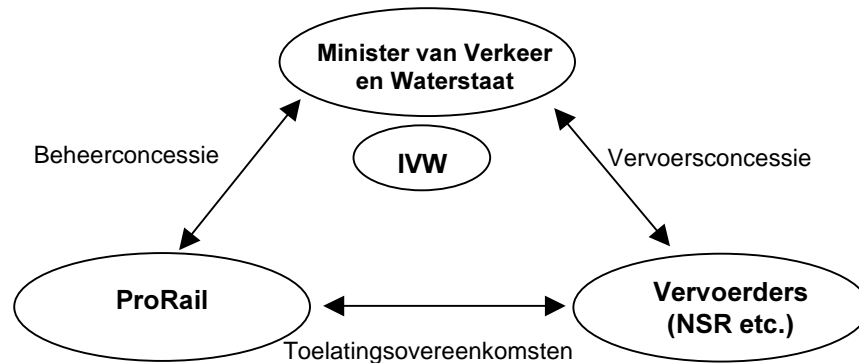 Minister van Verkeer
en Waterstaat
Beheerconcessie
IVW
Vervoersconcessie
ProRail
Vervoerders
(NSR etc.)
Toelatingsovereenkomsten